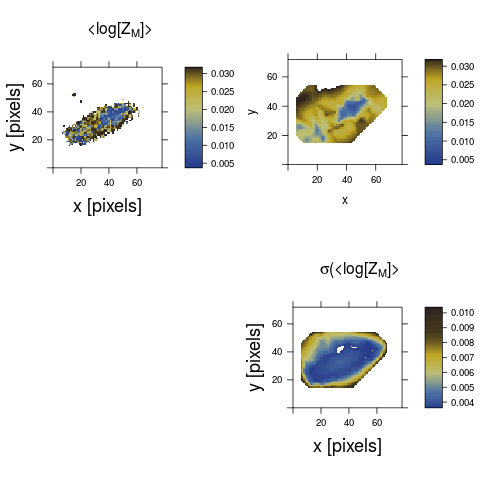 <log[Z_M]>
60
40
20
20 40 60
y [pixels]
x [pixels]
0.030
0.025
0.020
0.015
0.010
0.005
60
40
20
20 40 60
y
x
0.030
0.025
0.020
0.015
0.010
0.005
σ(<log[Z_M]>
60
40
20
20 40 60
y [pixels]
x [pixels]
0.010
0.009
0.008
0.007
0.006
0.005
0.004